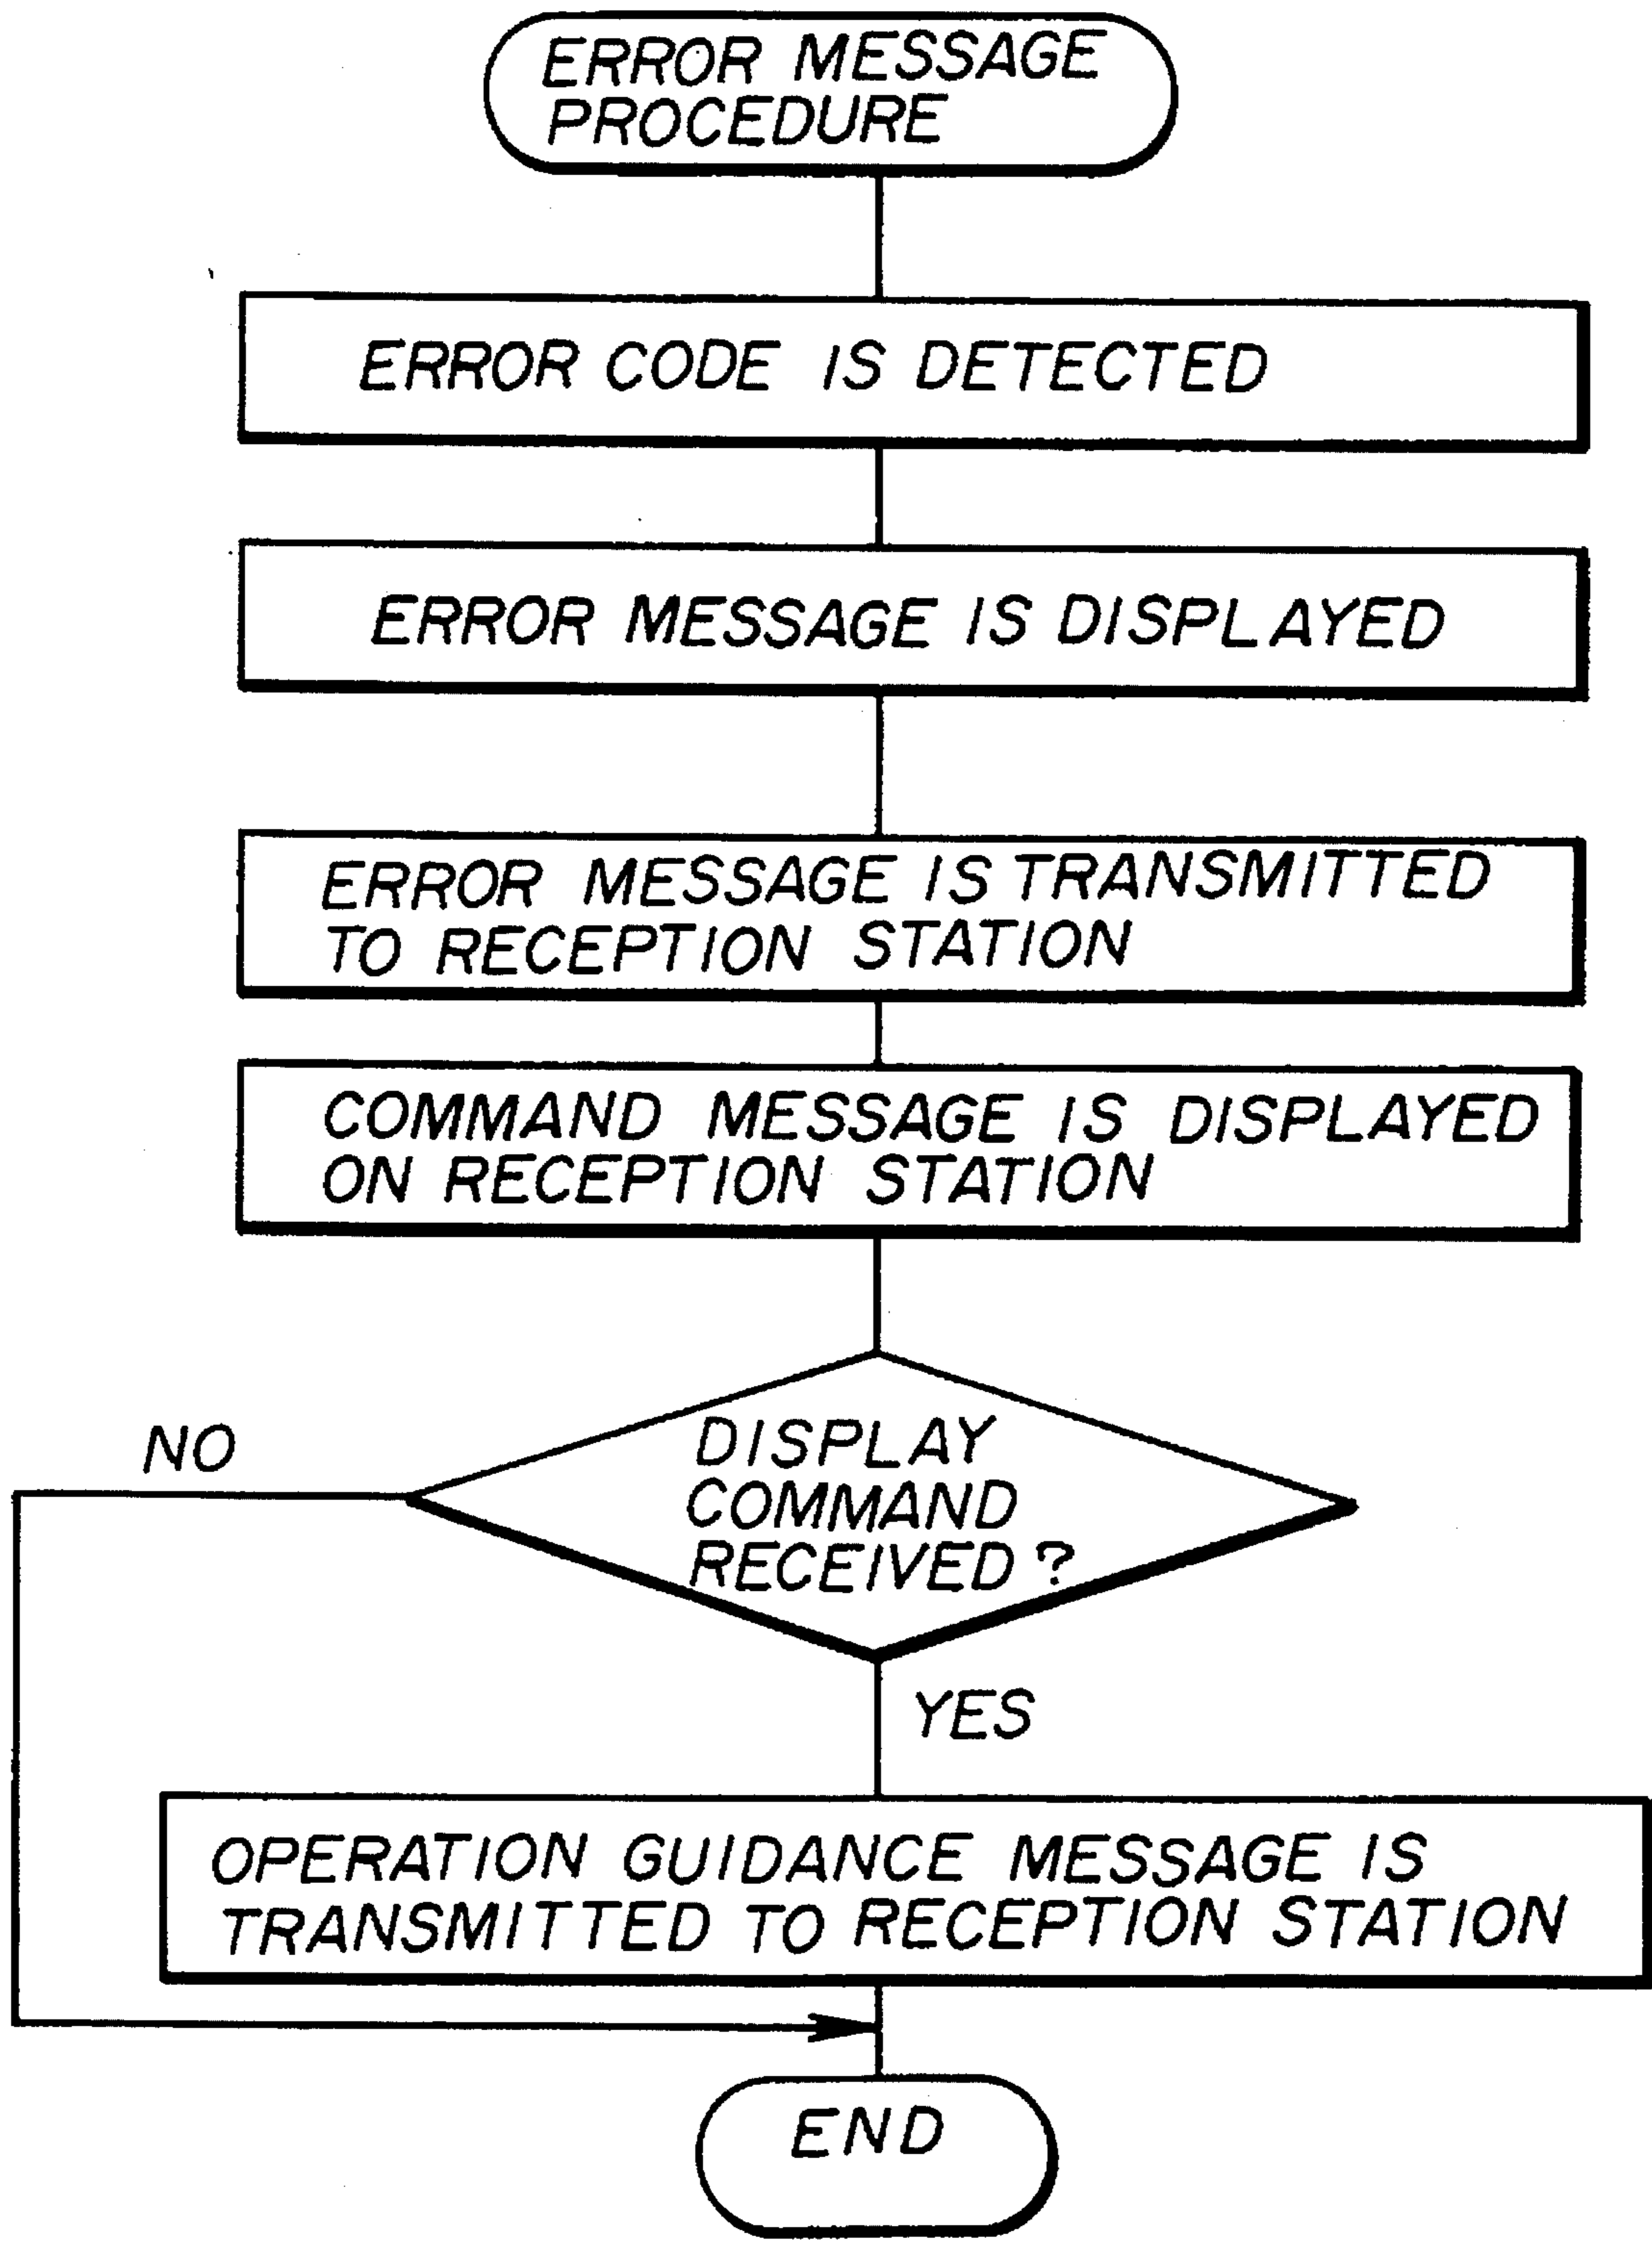 ERROR MESSAGE
PROCEDURE
ERROR CODE IS DETECTED
ERROR MESSAGE IS DISPLAYED
ERROR MESSAGE IS TRANSMITTED
TO RECEPTION STATION
COMMAND MESSAGE IS DISPLAYED
ON RECEPTION STATION
DISPLAY
COMMAND
RECEIVED ?
NO
YES
OPERATION GUIDANCE MESSAGE IS
TRANSMITTED TO RECEPTION STATION
END